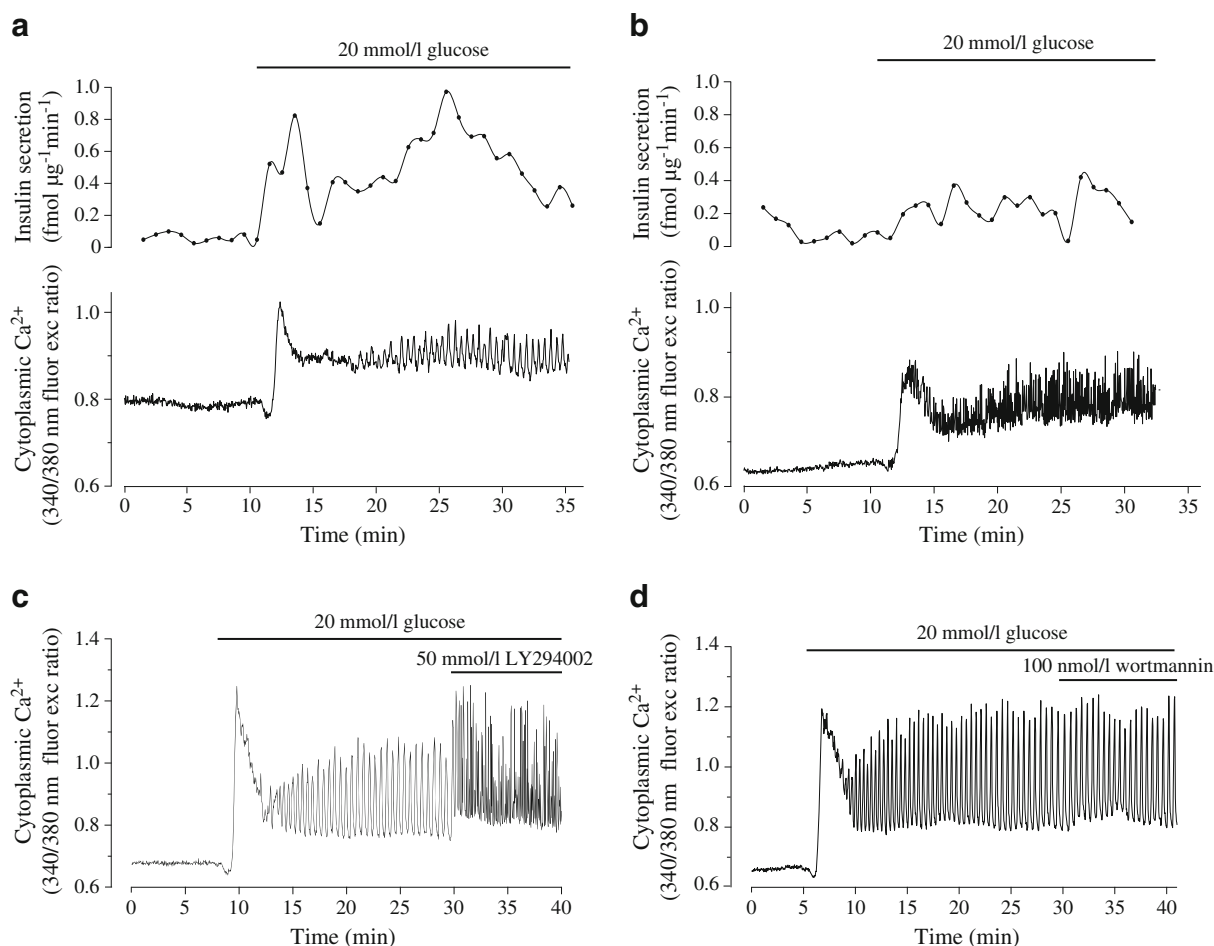 a
20 mmol/l glucose
Insulin secretion
(fmol μg⁻¹min⁻¹)
1.0
0.8
0.6
0.4
0.2
0
Cytoplasmic Ca²⁺
(340/380 nm fluor exc ratio)
1.0
0.8
0.6
0 5 10 15 20 25 30 35
Time (min)
b
20 mmol/l glucose
Insulin secretion
(fmol μg⁻¹min⁻¹)
1.0
0.8
0.6
0.4
0.2
0
Cytoplasmic Ca²⁺
(340/380 nm fluor exc ratio)
1.0
0.8
0.6
0 5 10 15 20 25 30 35
Time (min)
c
20 mmol/l glucose
50 mmol/l LY294002
Cytoplasmic Ca²⁺
(340/380 nm fluor exc ratio)
1.4
1.2
1.0
0.8
0.6
0 5 10 15 20 25 30 35 40
Time (min)
d
20 mmol/l glucose
100 nmol/l wortmannin
Cytoplasmic Ca²⁺
(340/380 nm fluor exc ratio)
1.4
1.2
1.0
0.8
0.6
0 5 10 15 20 25 30 35 40
Time (min)